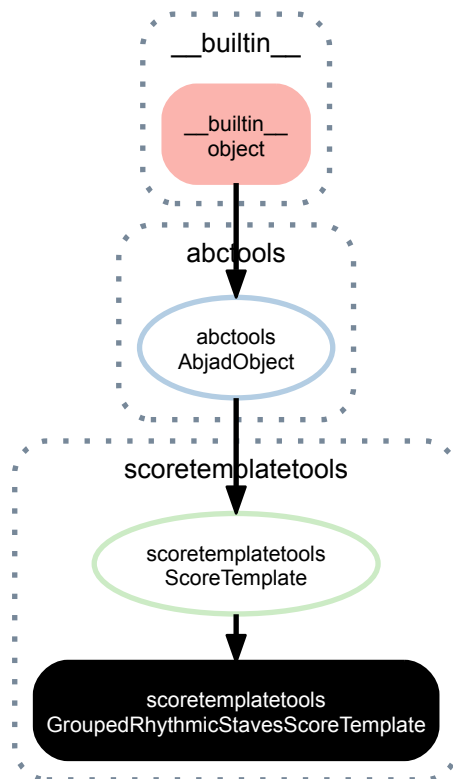 __builtin__
__builtin__
object
abctools
abctools
AbjadObject
scoretemplatetools
scoretemplatetools
ScoreTemplate
scoretemplatetools
GroupedRhythmicStavesScoreTemplate